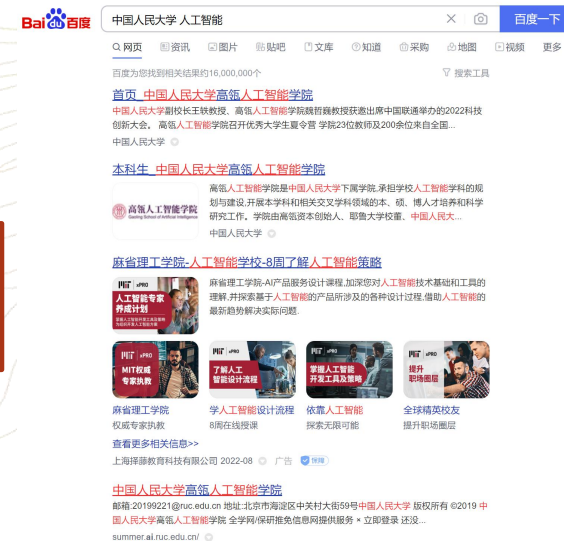 Bai du 百度
中国人民大学 人工智能
百度一下
网页 资讯 图片 贴吧 文库 知道 采购 地图 视频 更多
百度为您找到相关结果约16,000,000个
搜索工具
首页_中国人民大学高瓴人工智能学院
中国人民大学副校长王轶教授、高瓴人工智能学院魏哲巍教授获邀出席中国联通举办的2022科技
创新大会。 高瓴人工智能学院召开优秀大学生夏令营 学院23位教师及200余位来自全国...
中国人民大学
本科生_中国人民大学高瓴人工智能学院
高瓴人工智能学院
Gaoling School of Artificial Intelligence
高瓴人工智能学院是中国人民大学下属学院,承担学校人工智能学科的规
划与建设,开展本学科和相关交叉学科领域的本、硕、博人才培养和科学
研究工作。学院由高瓴资本创始人、耶鲁大学校董、中国人民大...
中国人民大学
麻省理工学院-人工智能学校-8周了解人工智能策略
xPRO
人工智能专家
养成计划
麻省理工学院-AI产品服务设计课程,加深您对人工智能技术基础和工具的
理解,并探索基于人工智能的产品所涉及的各种设计过程,借助人工智能的
最新趋势解决实际问题.
xPRO
MIT权威
专家执教
xPRO
了解人工
智能设计流程
xPRO
掌握人工智能
开发工具及策略
xPRO
提升
职场圈层
麻省理工学院 学人工智能设计流程 依靠人工智能 全球精英校友
权威专家执教 8周在线授课 探索无限可能 提升职场圈层
查看更多相关信息>>
上海择藤教育科技有限公司 2022-08 广告 保障
中国人民大学高瓴人工智能学院
邮箱:20199221@ruc.edu.cn 地址:北京市海淀区中关村大街59号中国人民大学 版权所有 ©2019 中
国人民大学高瓴人工智能学院 全学网/保研推免信息网提供服务 × 立即登录 还没...
summer.ai.ruc.edu.cn/